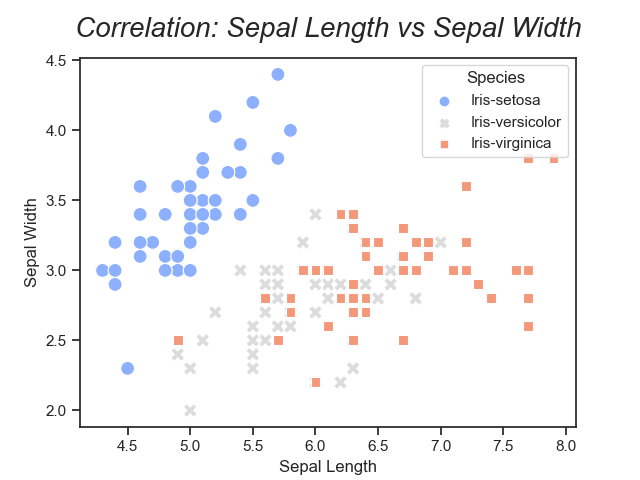 Correlation: Sepal Length vs Sepal Width
Species
Iris-setosa
Iris-versicolor
Iris-virginica
Sepal Width
4.5
4.0
3.5
3.0
2.5
2.0
4.5 5.0 5.5 6.0 6.5 7.0 7.5 8.0
Sepal Length